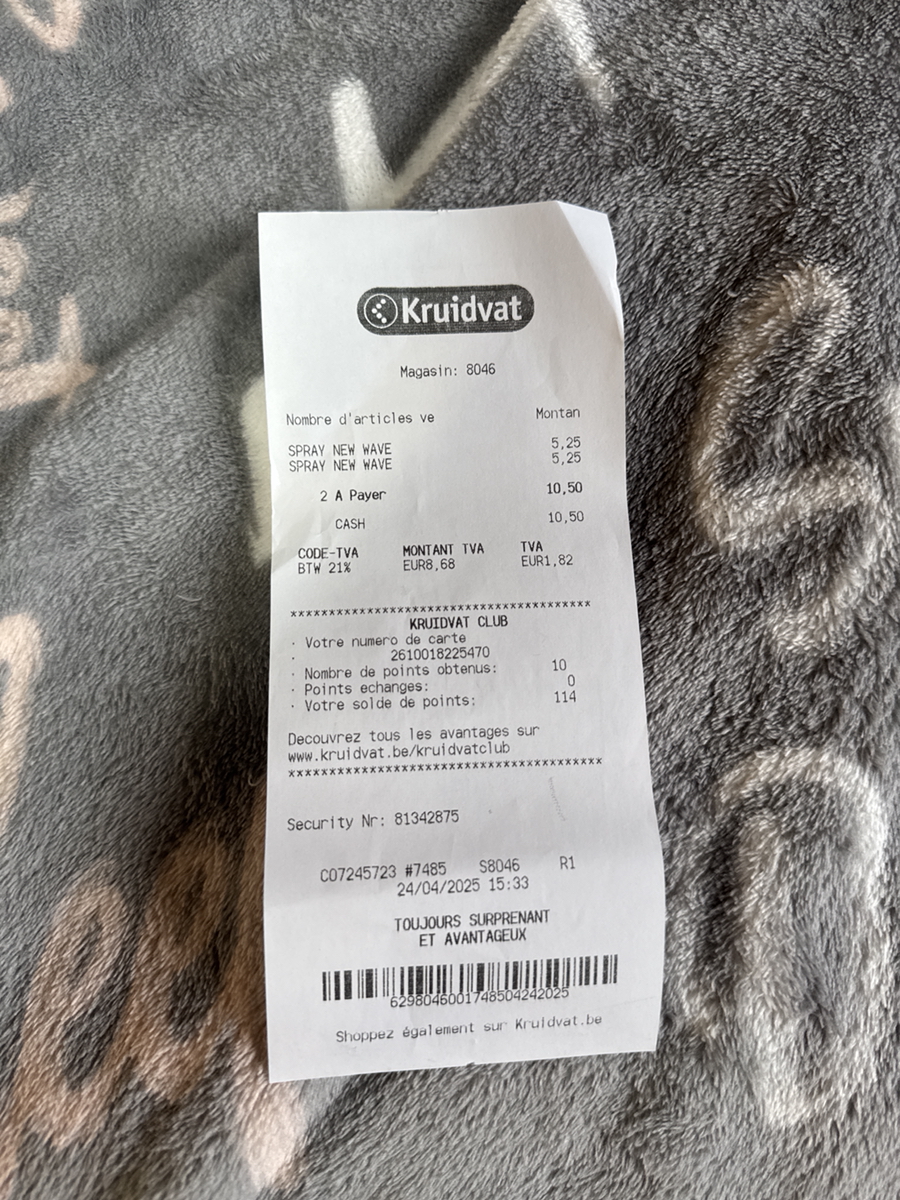 Kruidvat
Magasin: 8046
Nombre d'articles ve Montan
SPRAY NEW WAVE 5,25
SPRAY NEW WAVE 5,25
2 A Payer 10,50
CASH 10,50
CODE-TVA MONTANT TVA TVA
BTW 21% EUR8,68 EUR1,82
***************************************
KRUIDVAT CLUB
· Votre numero de carte
· 2610018225470
· Nombre de points obtenus: 10
· Points echanges: 0
· Votre solde de points: 114
Decouvrez tous les avantages sur
www.kruidvat.be/kruidvatclub
****************************************
Security Nr: 81342875
C07245723 #7485 S8046 R1
24/04/2025 15:33
TOUJOURS SURPRENANT
ET AVANTAGEUX
6298046001748504242025
Shoppez également sur Kruidvat.be